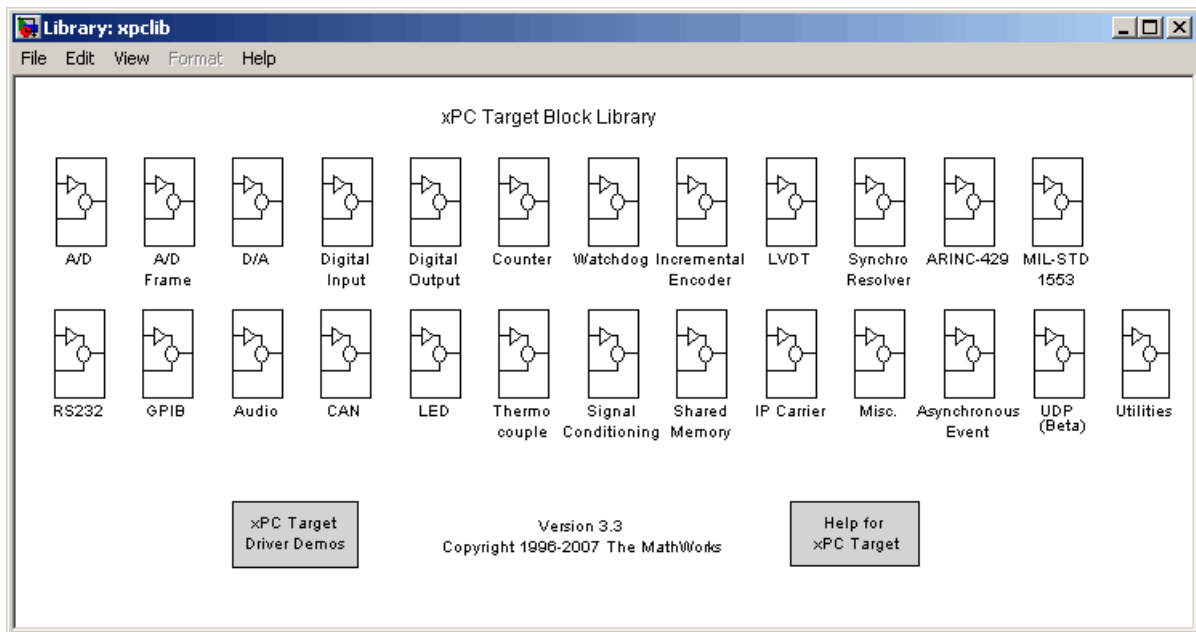 Library: xpclib
File Edit View Format Help
xPC Target Block Library
A/D A/D D/A Digital Digital Counter Watchdog Incremental LVDT Synchro ARINC-429 MIL-STD
Frame Input Output Encoder Resolver 1553
RS232 GPIB Audio CAN LED Thermo Signal Shared IP Carrier Misc. Asynchronous UDP Utilities
couple Conditioning Memory Event (Beta)
xPC Target Version 3.3 Help for
Driver Demos Copyright 1996-2007 The MathWorks xPC Target